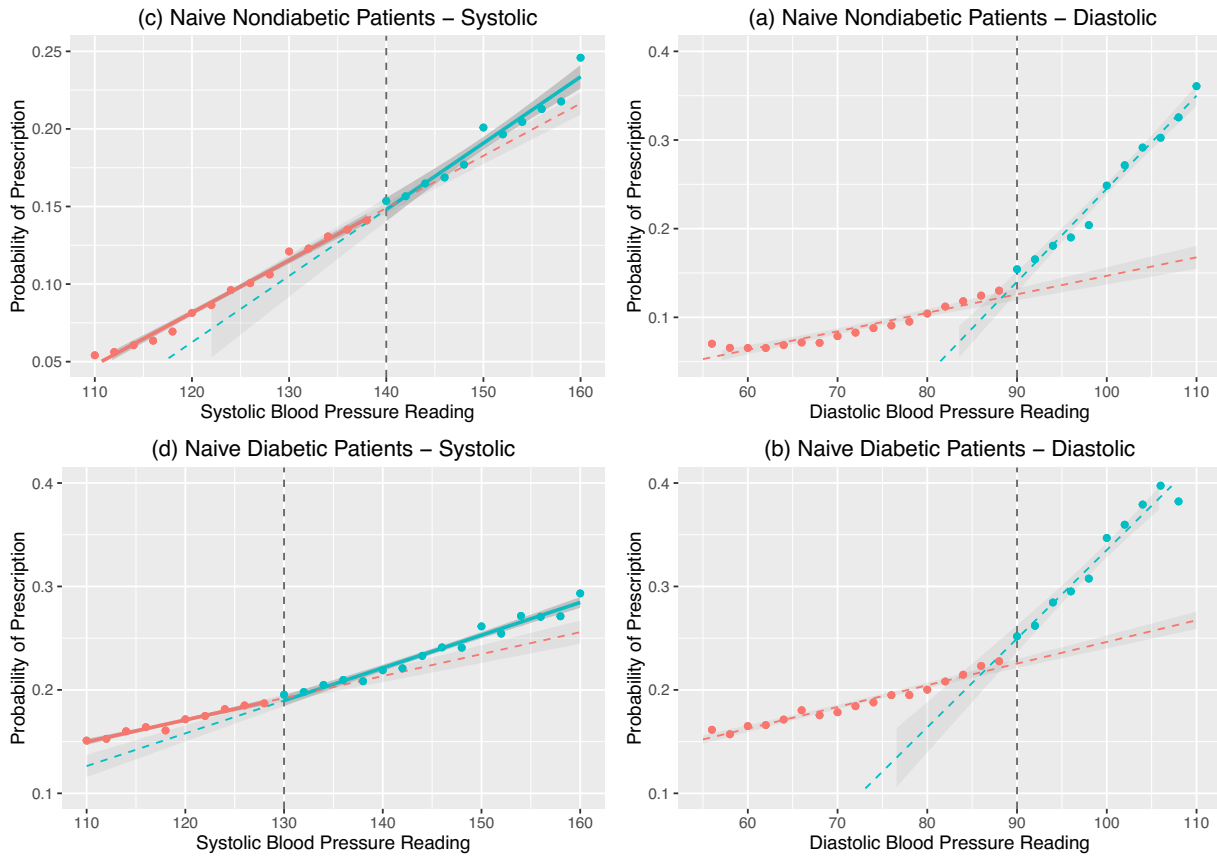 (c) Naive Nondiabetic Patients − Systolic
Probability of Prescription
0.25
0.20
0.15
0.10
0.05
110 120 130 140 150 160
Systolic Blood Pressure Reading
(a) Naive Nondiabetic Patients − Diastolic
Probability of Prescription
0.4
0.3
0.2
0.1
60 70 80 90 100 110
Diastolic Blood Pressure Reading
(d) Naive Diabetic Patients − Systolic
Probability of Prescription
0.4
0.3
0.2
0.1
110 120 130 140 150 160
Systolic Blood Pressure Reading
(b) Naive Diabetic Patients − Diastolic
Probability of Prescription
0.4
0.3
0.2
0.1
60 70 80 90 100 110
Diastolic Blood Pressure Reading